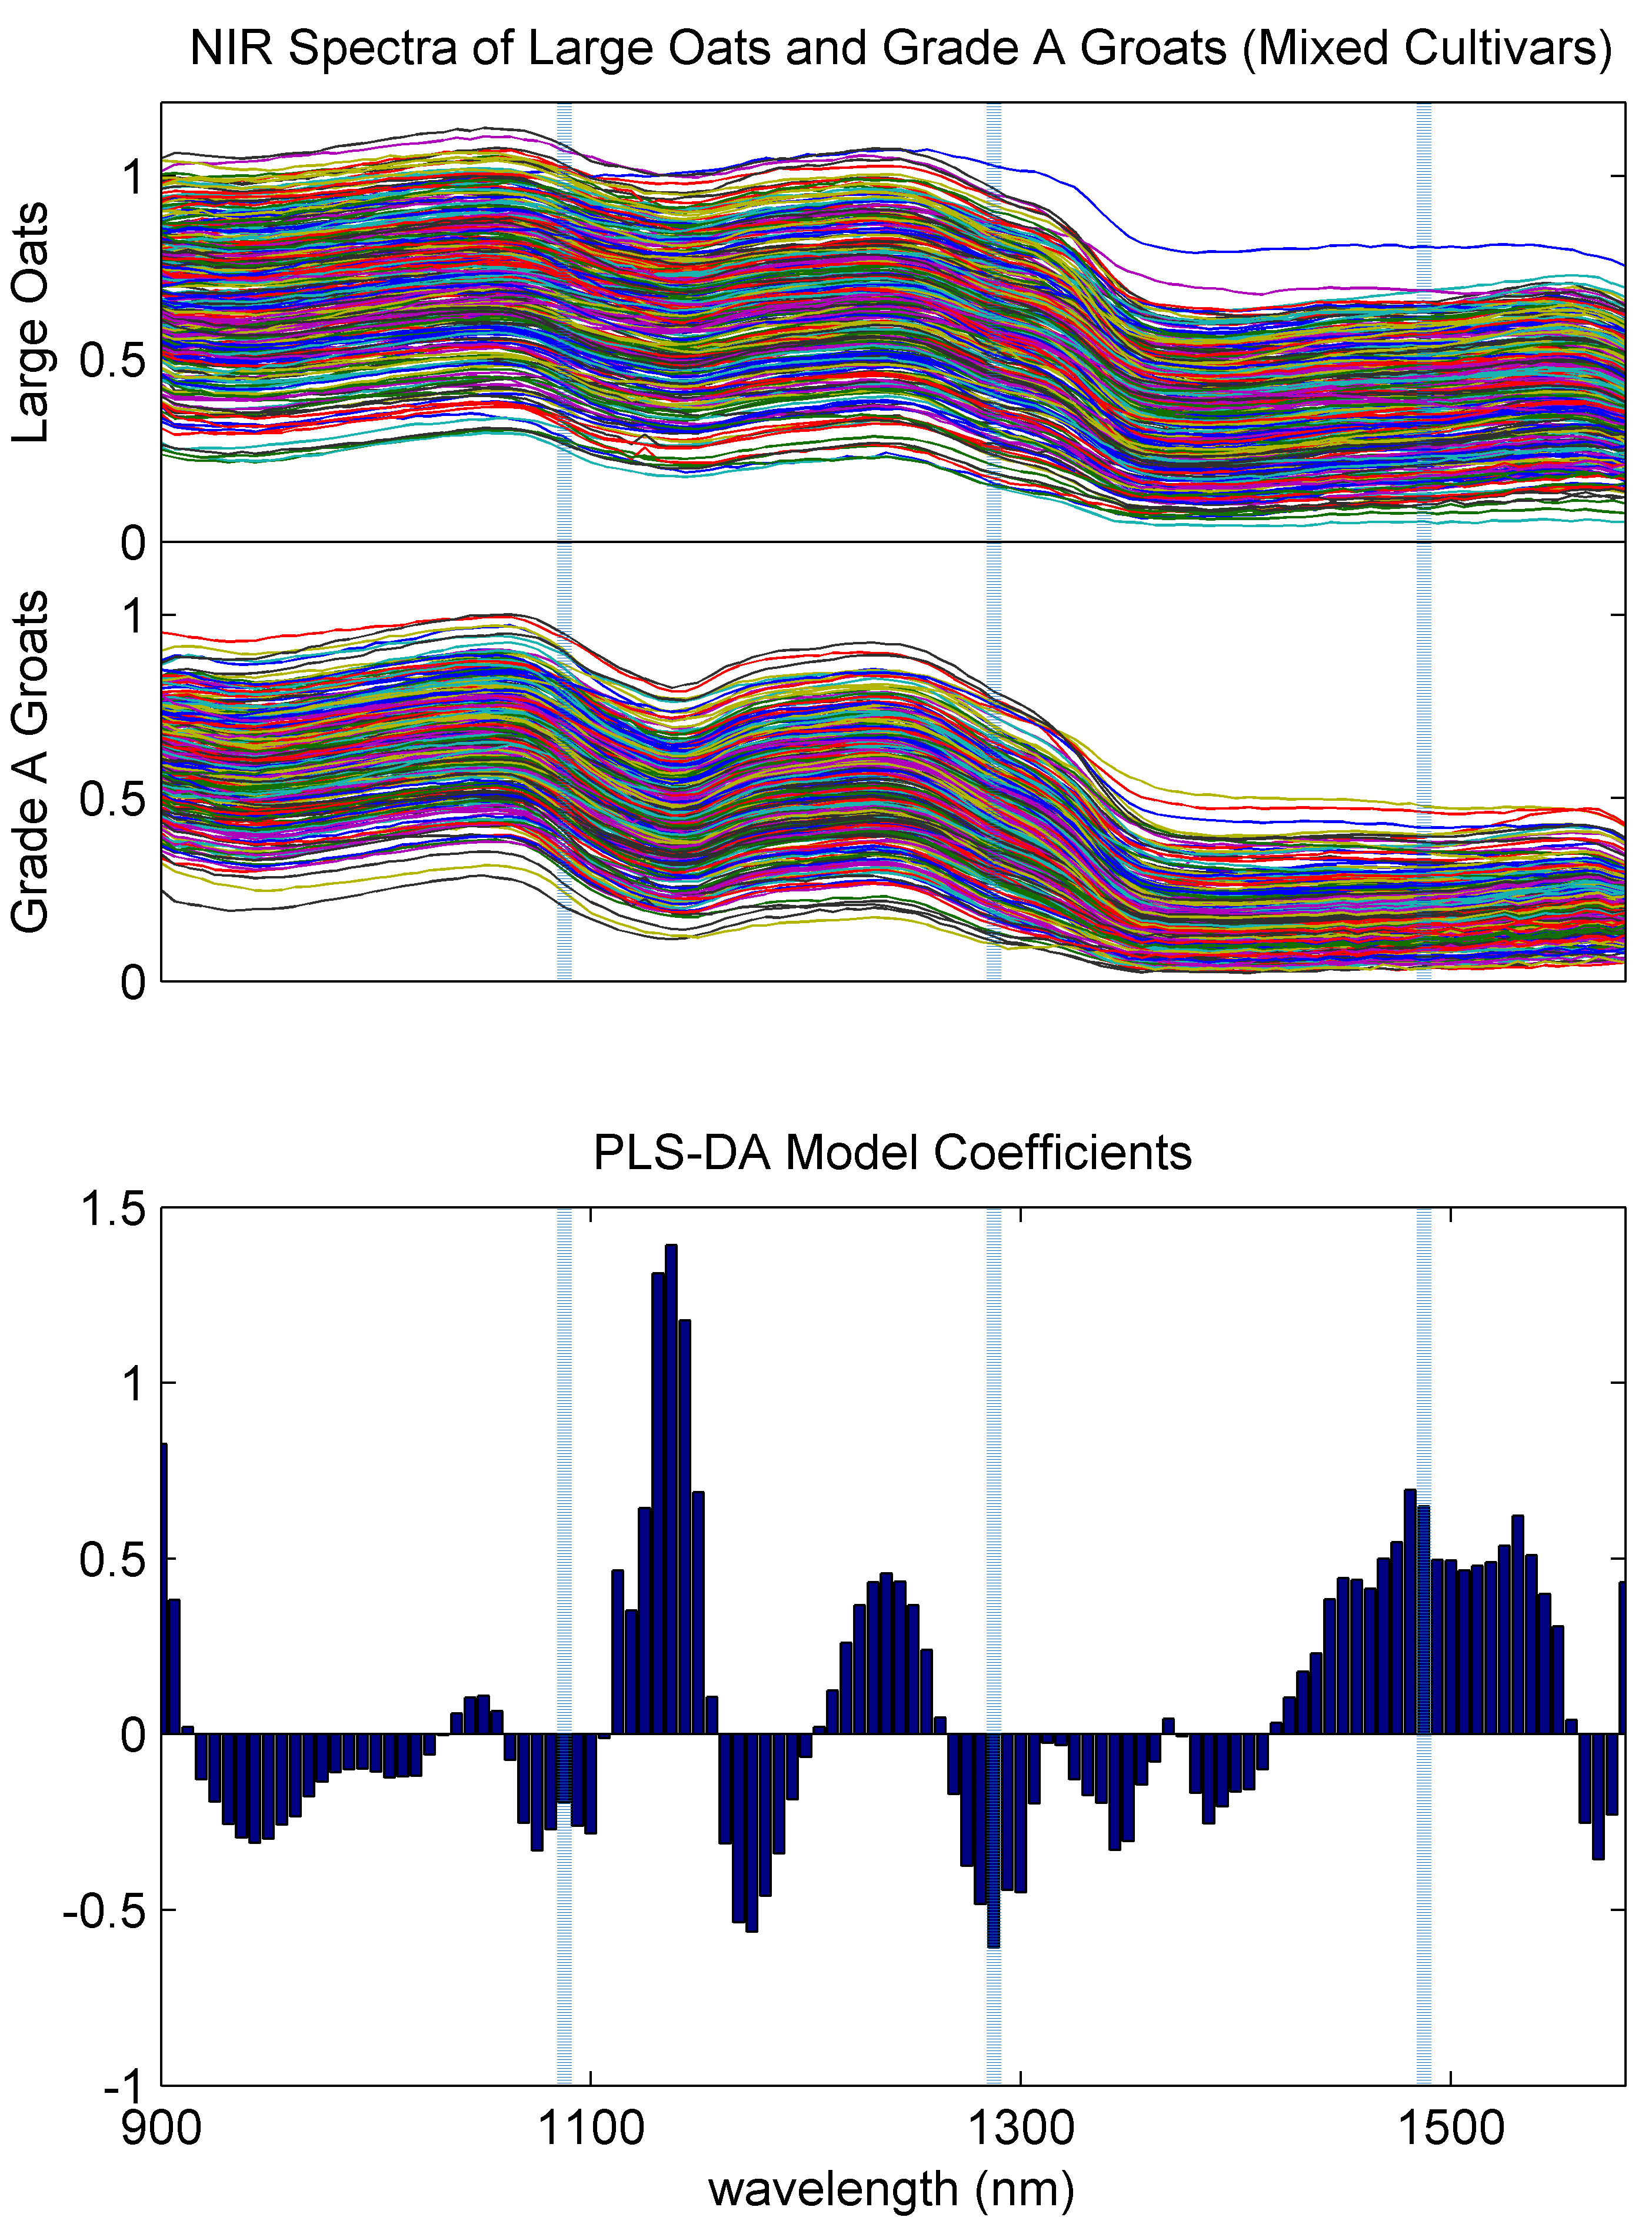 NIR Spectra of Large Oats and Grade A Groats (Mixed Cultivars)
Large Oats
1
0.5
0
Grade A Groats
1
0.5
0
PLS-DA Model Coefficients
1.5
1
0.5
0
-0.5
-1
900 1100 1300 1500
wavelength (nm)